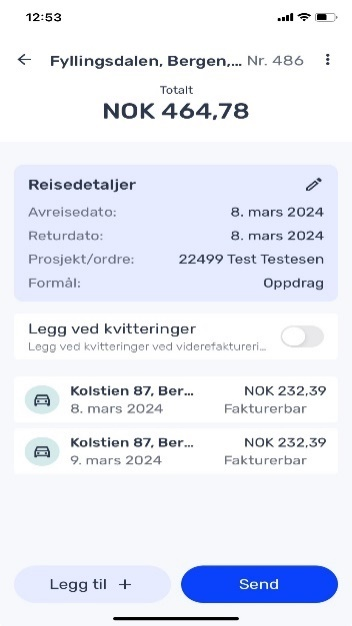 12:53
Fyllingsdalen, Bergen,... Nr. 486
Totalt
NOK 464,78
Reisedetaljer
Avreisedato: 8. mars 2024
Returdato: 8. mars 2024
Prosjekt/ordre: 22499 Test Testesen
Formål: Oppdrag
Legg ved kvitteringer
Legg ved kvitteringer ved viderefaktureri...
Kolstien 87, Ber... NOK 232,39
8. mars 2024 Fakturerbar
Kolstien 87, Ber... NOK 232,39
9. mars 2024 Fakturerbar
Legg til + Send